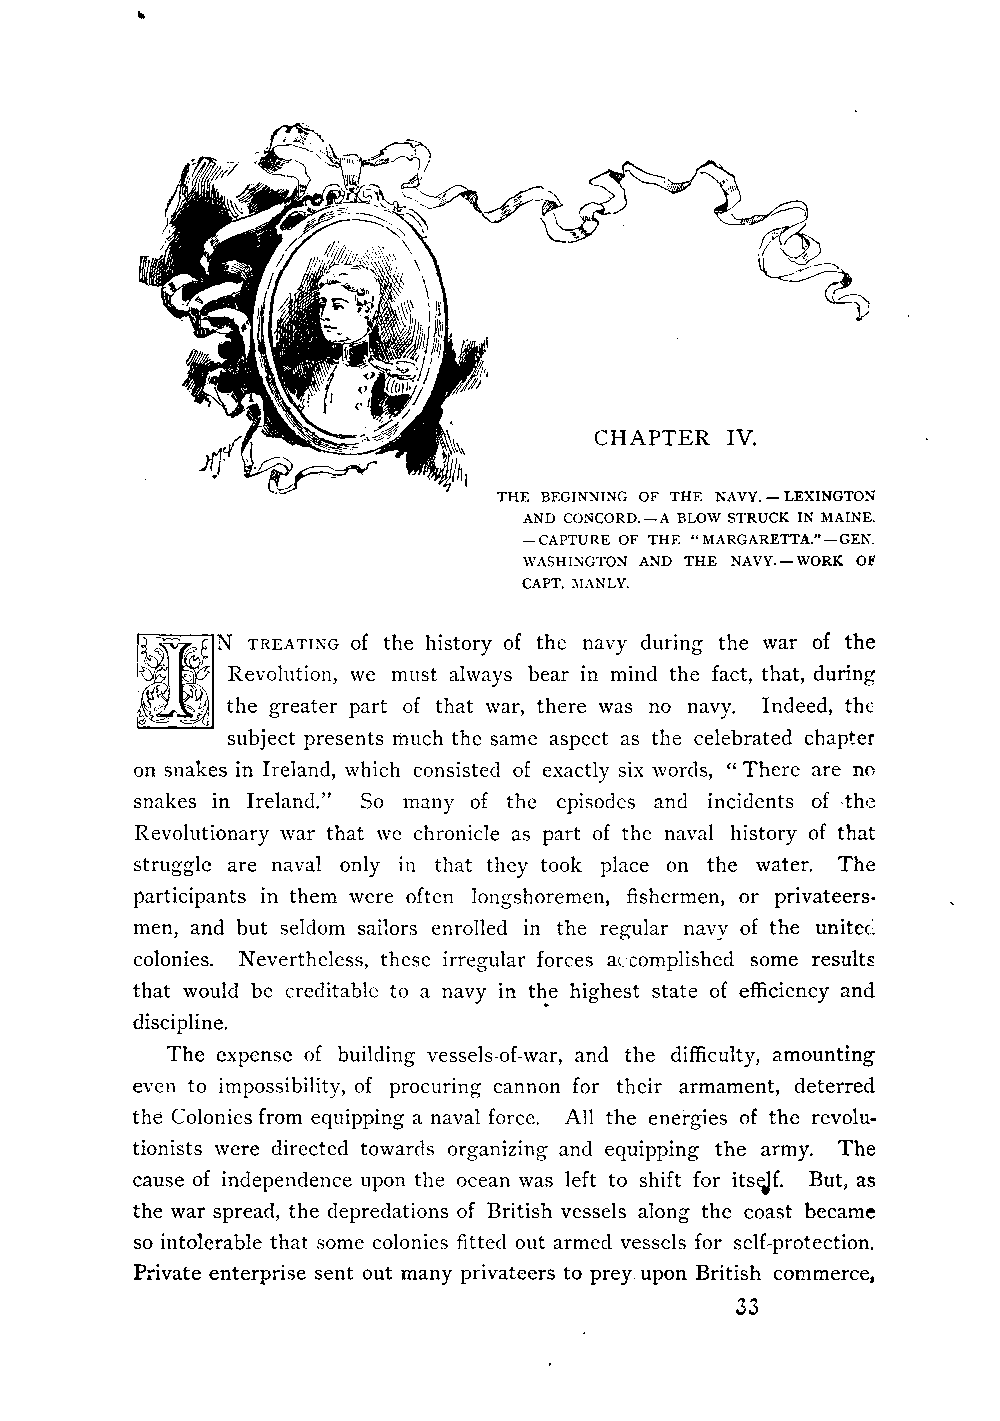 CHAPTER IV.
THE BEGINNING OF THE NAVY. — LEXINGTON
AND CONCORD. — A BLOW STRUCK IN MAINE.
— CAPTURE OF THE “MARGARETTA.” — GEN.
WASHINGTON AND THE NAVY. — WORK OF
CAPT. MANLY.
IN TREATING of the history of the navy during the war of the
Revolution, we must always bear in mind the fact, that, during
the greater part of that war, there was no navy. Indeed, the
subject presents much the same aspect as the celebrated chapter
on snakes in Ireland, which consisted of exactly six words, “There are no
snakes in Ireland.” So many of the episodes and incidents of the
Revolutionary war that we chronicle as part of the naval history of that
struggle are naval only in that they took place on the water. The
participants in them were often longshoremen, fishermen, or privateers-
men, and but seldom sailors enrolled in the regular navy of the united
colonies. Nevertheless, these irregular forces accomplished some results
that would be creditable to a navy in the highest state of efficiency and
discipline.
The expense of building vessels-of-war, and the difficulty, amounting
even to impossibility, of procuring cannon for their armament, deterred
the Colonies from equipping a naval force. All the energies of the revolu-
tionists were directed towards organizing and equipping the army. The
cause of independence upon the ocean was left to shift for itself. But, as
the war spread, the depredations of British vessels along the coast became
so intolerable that some colonies fitted out armed vessels for self-protection.
Private enterprise sent out many privateers to prey upon British commerce,
33